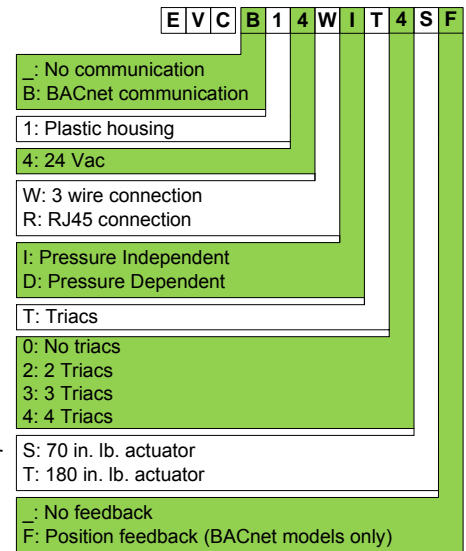 E V C B 1 4 W I T 4 S F
_: No communication
B: BACnet communication
1: Plastic housing
4: 24 Vac
W: 3 wire connection
R: RJ45 connection
I: Pressure Independent
D: Pressure Dependent
T: Triacs
0: No triacs
2: 2 Triacs
3: 3 Triacs
4: 4 Triacs
S: 70 in. lb. actuator
T: 180 in. lb. actuator
_: No feedback
F: Position feedback (BACnet models only)